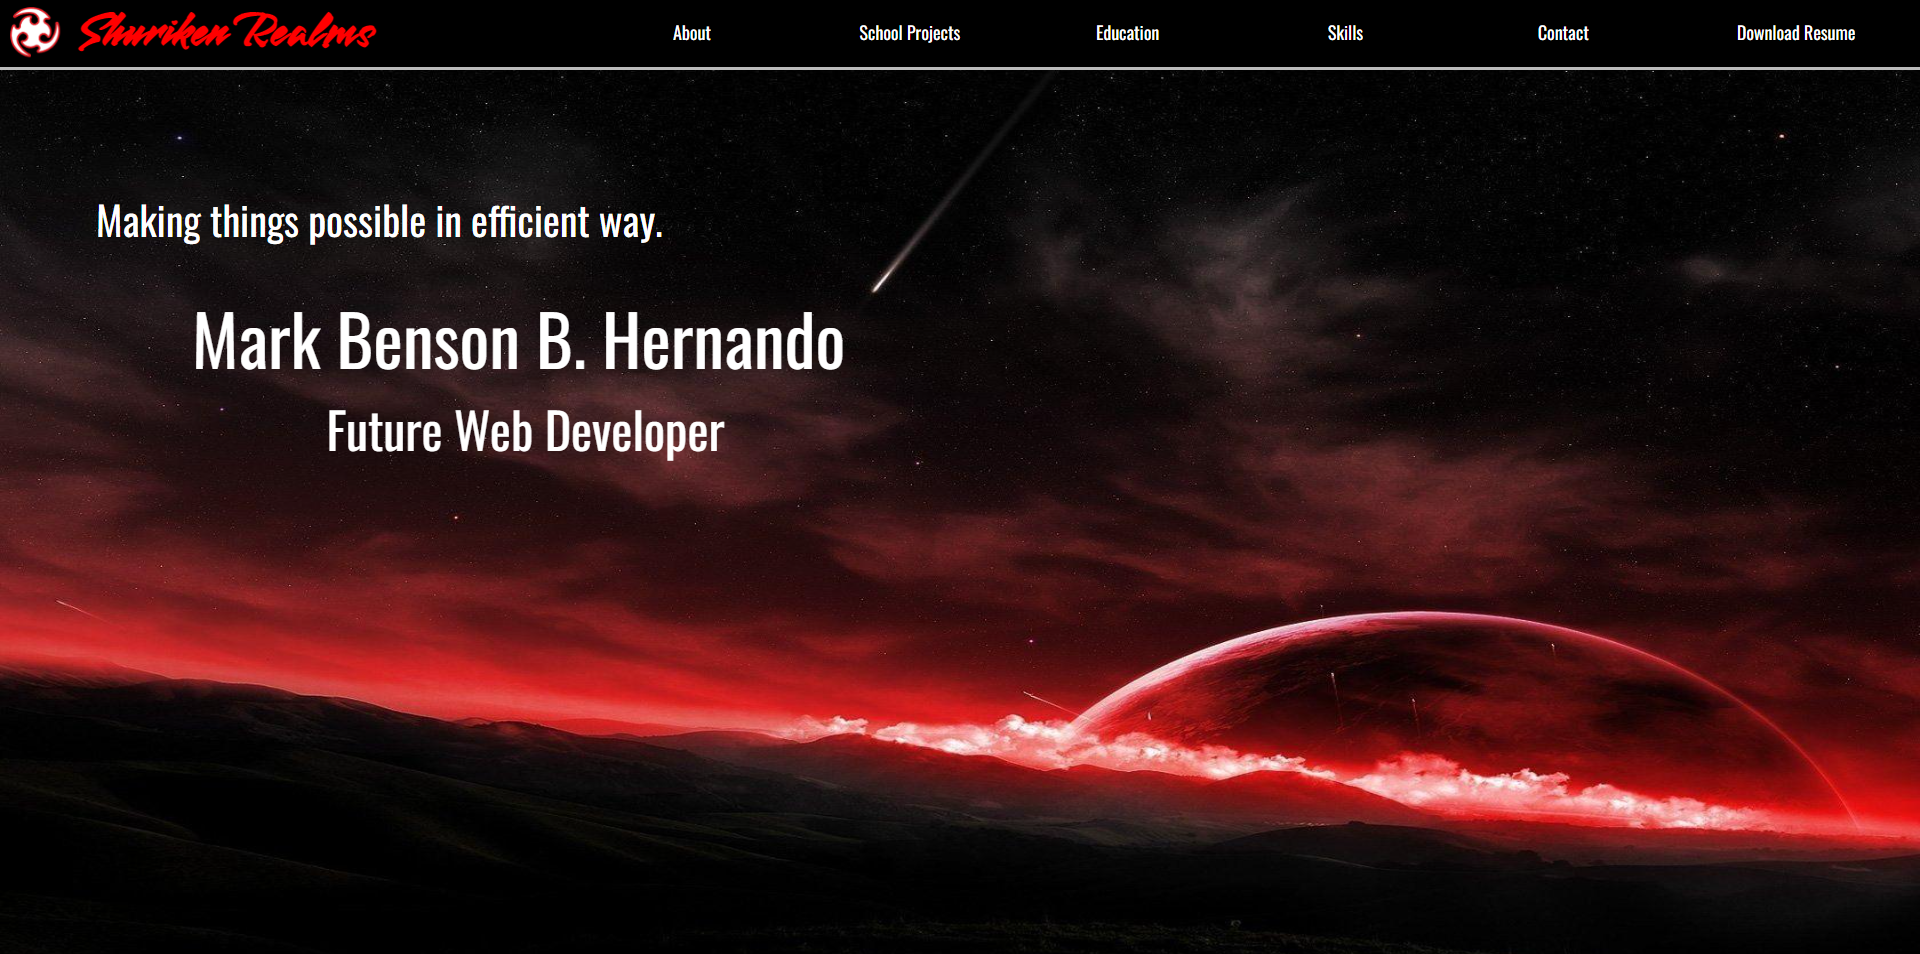 Shuriken Realms
About School Projects Education Skills Contact Download Resume
Making things possible in efficient way.
Mark Benson B. Hernando
Future Web Developer